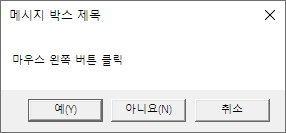 메시지 박스 제목
마우스 왼쪽 버튼 클릭
예(Y) 아니요(N) 취소